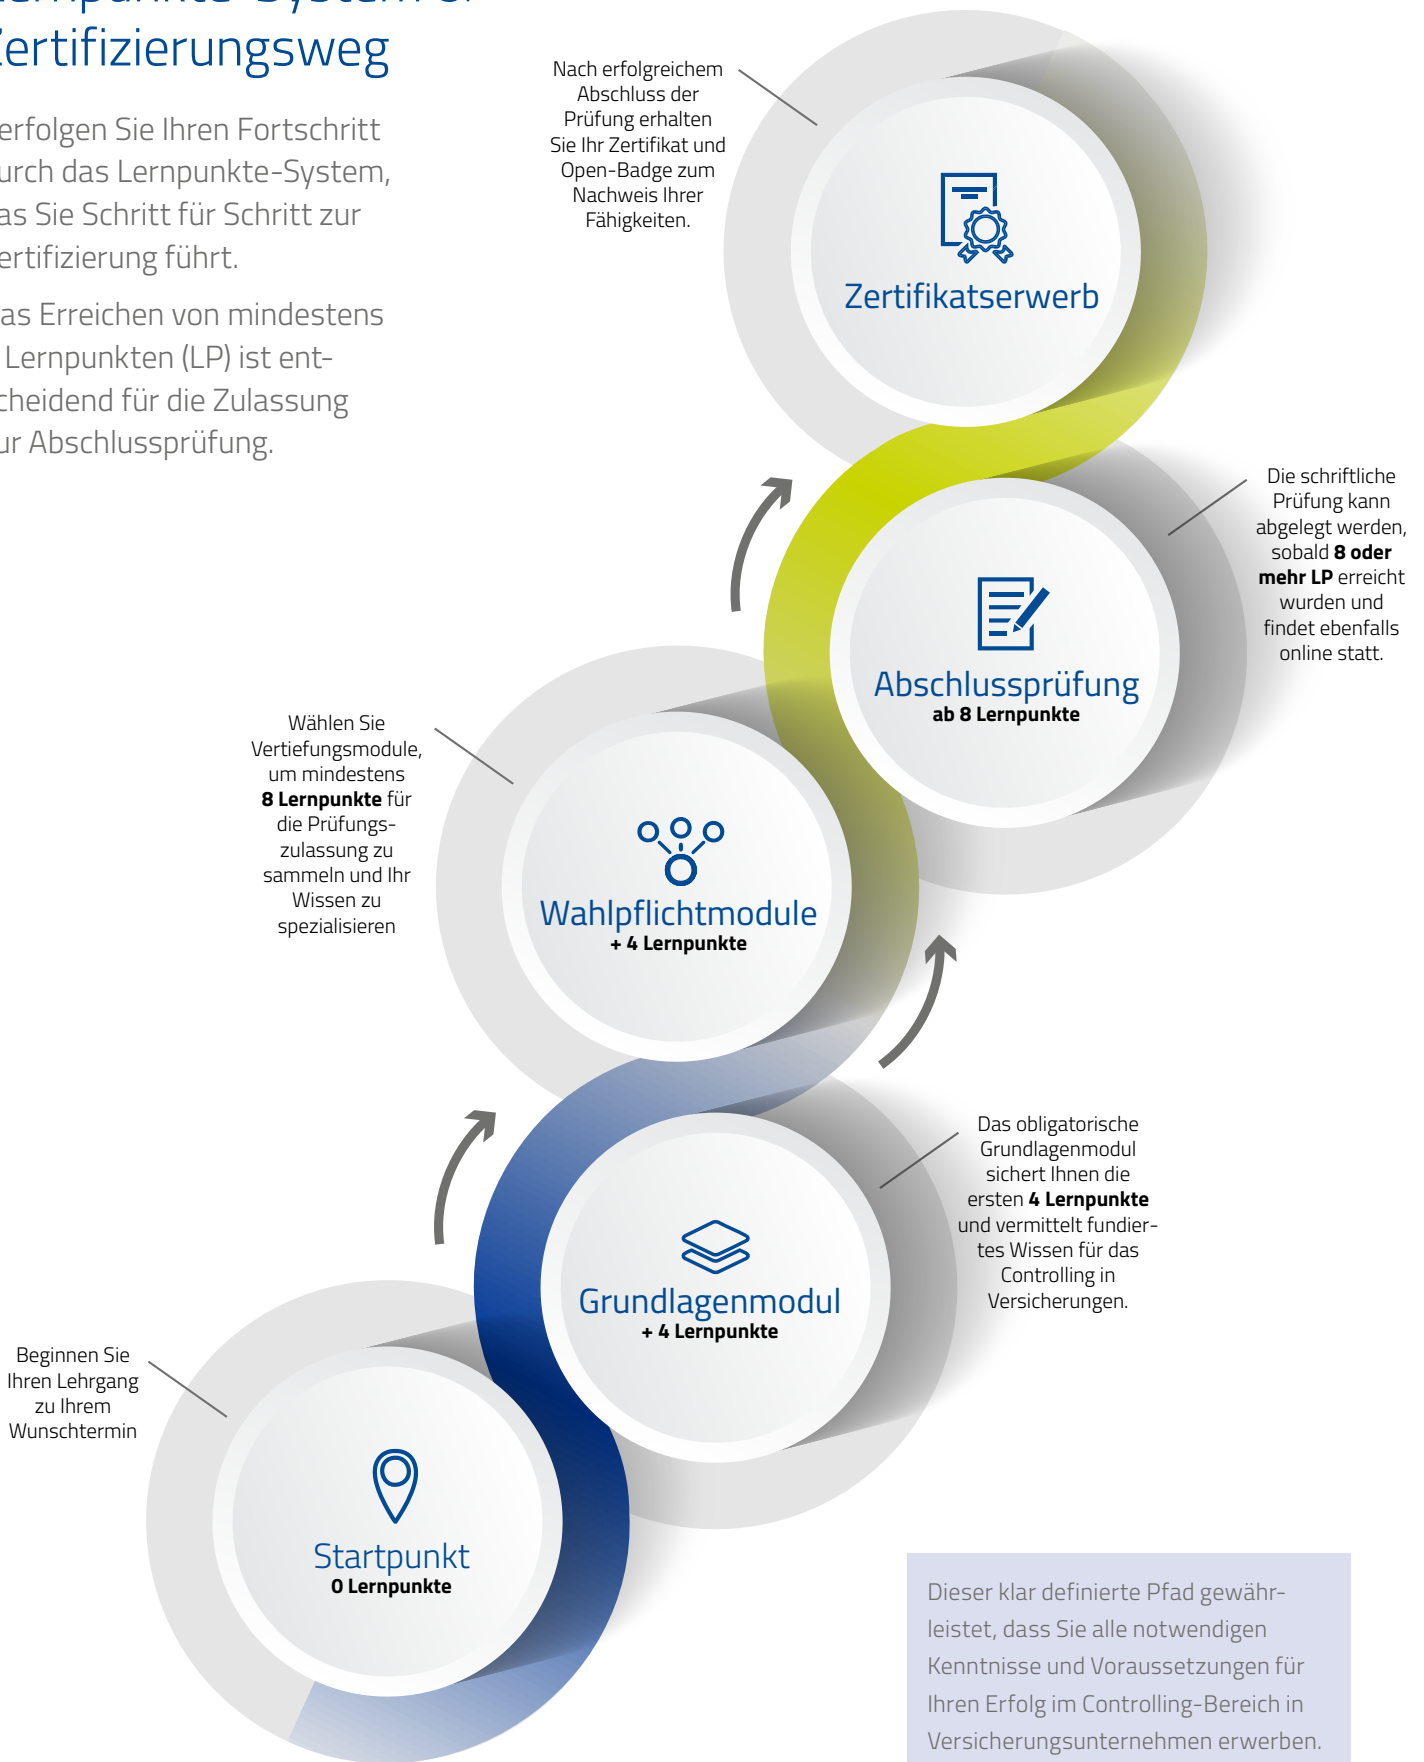 Lernpunkte-System &
Zertifizierungsweg
erfolgen Sie Ihren Fortschritt
urch das Lernpunkte-System,
as Sie Schritt für Schritt zur
ertifizierung führt.
as Erreichen von mindestens
Lernpunkten (LP) ist ent-
cheidend für die Zulassung
ur Abschlussprüfung.
Nach erfolgreichem
Abschluss der
Prüfung erhalten
Sie Ihr Zertifikat und
Open-Badge zum
Nachweis Ihrer
Fähigkeiten.
Zertifikatserwerb
Die schriftliche
Prüfung kann
abgelegt werden,
sobald 8 oder
mehr LP erreicht
wurden und
findet ebenfalls
online statt.
Abschlussprüfung
ab 8 Lernpunkte
Wählen Sie
Vertiefungsmodule,
um mindestens
8 Lernpunkte für
die Prüfungs-
zulassung zu
sammeln und Ihr
Wissen zu
spezialisieren
Wahlpflichtmodule
+ 4 Lernpunkte
Das obligatorische
Grundlagenmodul
sichert Ihnen die
ersten 4 Lernpunkte
und vermittelt fundier-
tes Wissen für das
Controlling in
Versicherungen.
Grundlagenmodul
+ 4 Lernpunkte
Beginnen Sie
Ihren Lehrgang
zu Ihrem
Wunschtermin
Startpunkt
0 Lernpunkte
Dieser klar definierte Pfad gewähr-
leistet, dass Sie alle notwendigen
Kenntnisse und Voraussetzungen für
Ihren Erfolg im Controlling-Bereich in
Versicherungsunternehmen erwerben.